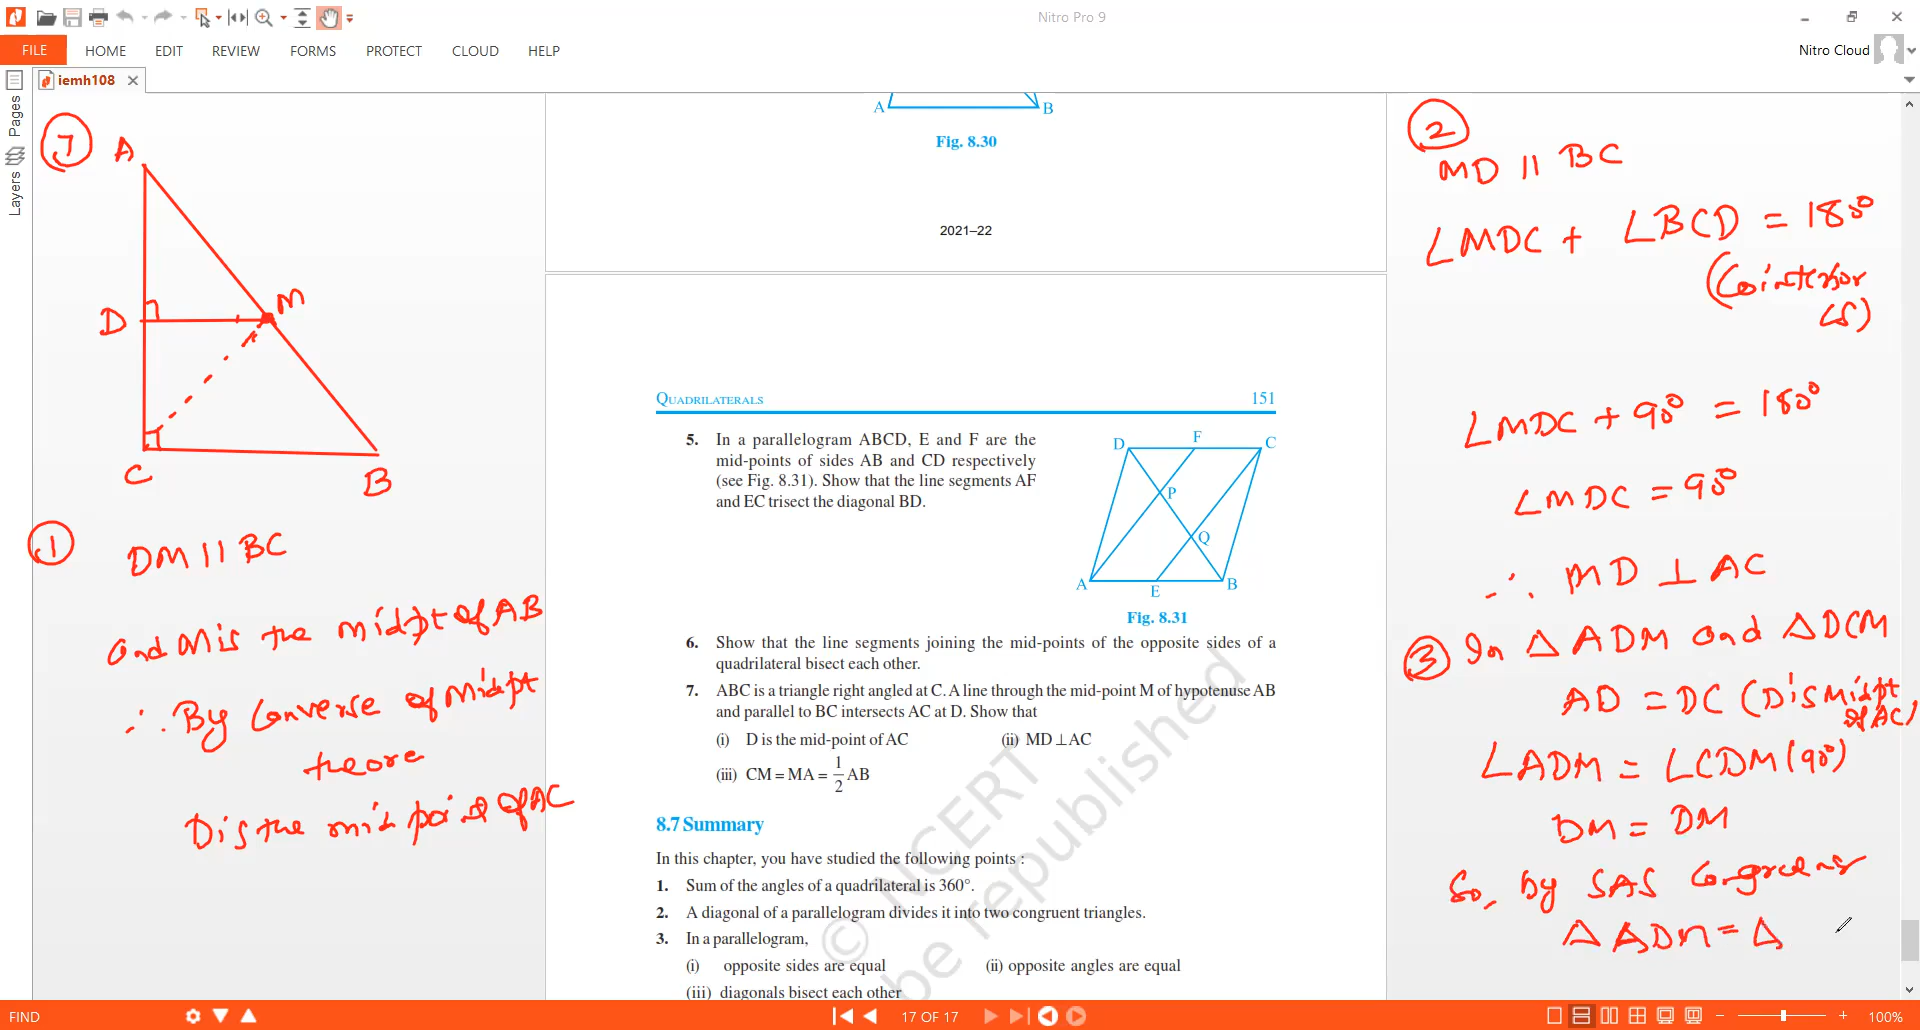 Nitro Pro 9
FILE HOME EDIT REVIEW FORMS PROTECT CLOUD HELP
Nitro Cloud
iemh108
Pages
Layers
7
A
D
M
C
B
1
DM || BC
and M is the midpt of AB
∴ By Converse of Midpt
theore
D is the mid point of AC
A B
Fig. 8.30
2021–22
QUADRILATERALS 151
5. In a parallelogram ABCD, E and F are the
mid-points of sides AB and CD respectively
(see Fig. 8.31). Show that the line segments AF
and EC trisect the diagonal BD.
D F C
P
Q
A E B
Fig. 8.31
6. Show that the line segments joining the mid-points of the opposite sides of a
quadrilateral bisect each other.
7. ABC is a triangle right angled at C. A line through the mid-point M of hypotenuse AB
and parallel to BC intersects AC at D. Show that
(i) D is the mid-point of AC (ii) MD ⊥ AC
(iii) CM = MA = 1/2 AB
8.7 Summary
In this chapter, you have studied the following points :
1. Sum of the angles of a quadrilateral is 360°.
2. A diagonal of a parallelogram divides it into two congruent triangles.
3. In a parallelogram,
(i) opposite sides are equal (ii) opposite angles are equal
(iii) diagonals bisect each other
© NCERT
be republished
2
MD || BC
∠MDC + ∠BCD = 180°
(Cointerior
∠s)
∠MDC + 90° = 180°
∠MDC = 90°
∴ MD ⊥ AC
3 In △ ADM and △ DCM
AD = DC (D is Midpt
of AC)
∠ADM = ∠CDM (90°)
DM = DM
So, by SAS
△ ADM = △
FIND
17 OF 17
100%